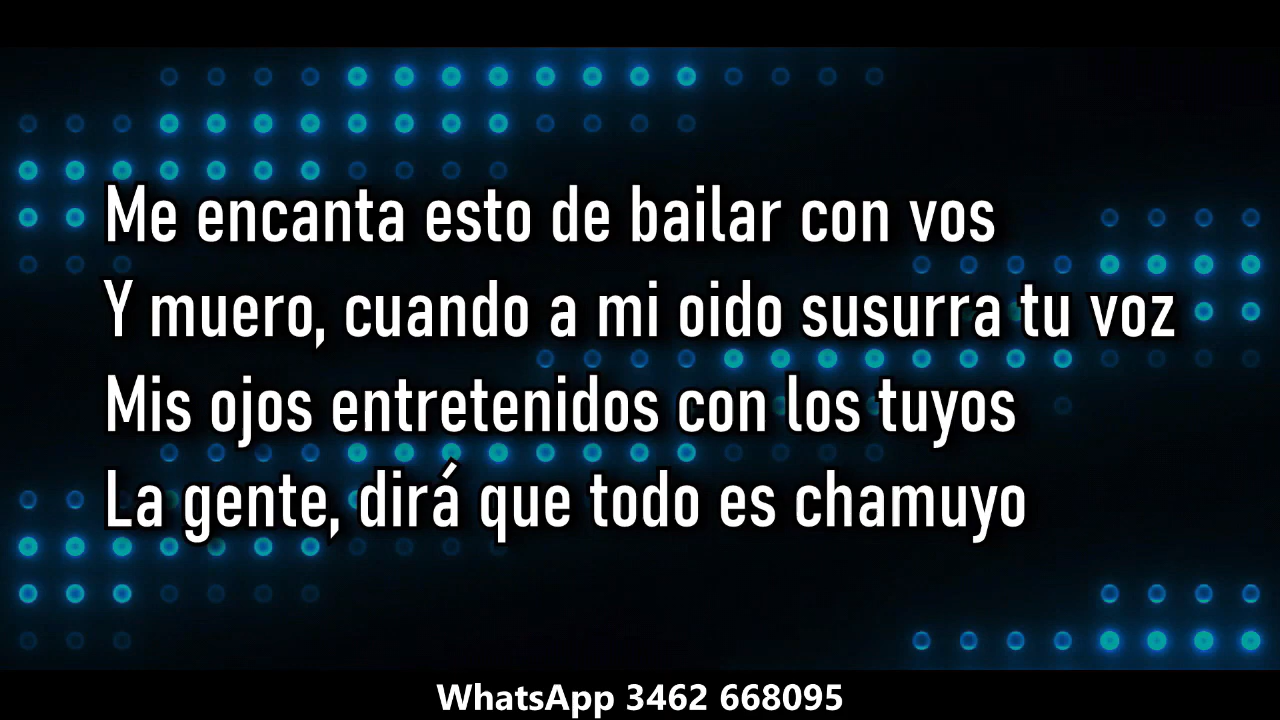 Me encanta esto de bailar con vos
Y muero, cuando a mi oido susurra tu voz
Mis ojos entretenidos con los tuyos
La gente, dirá que todo es chamuyo
WhatsApp 3462 668095